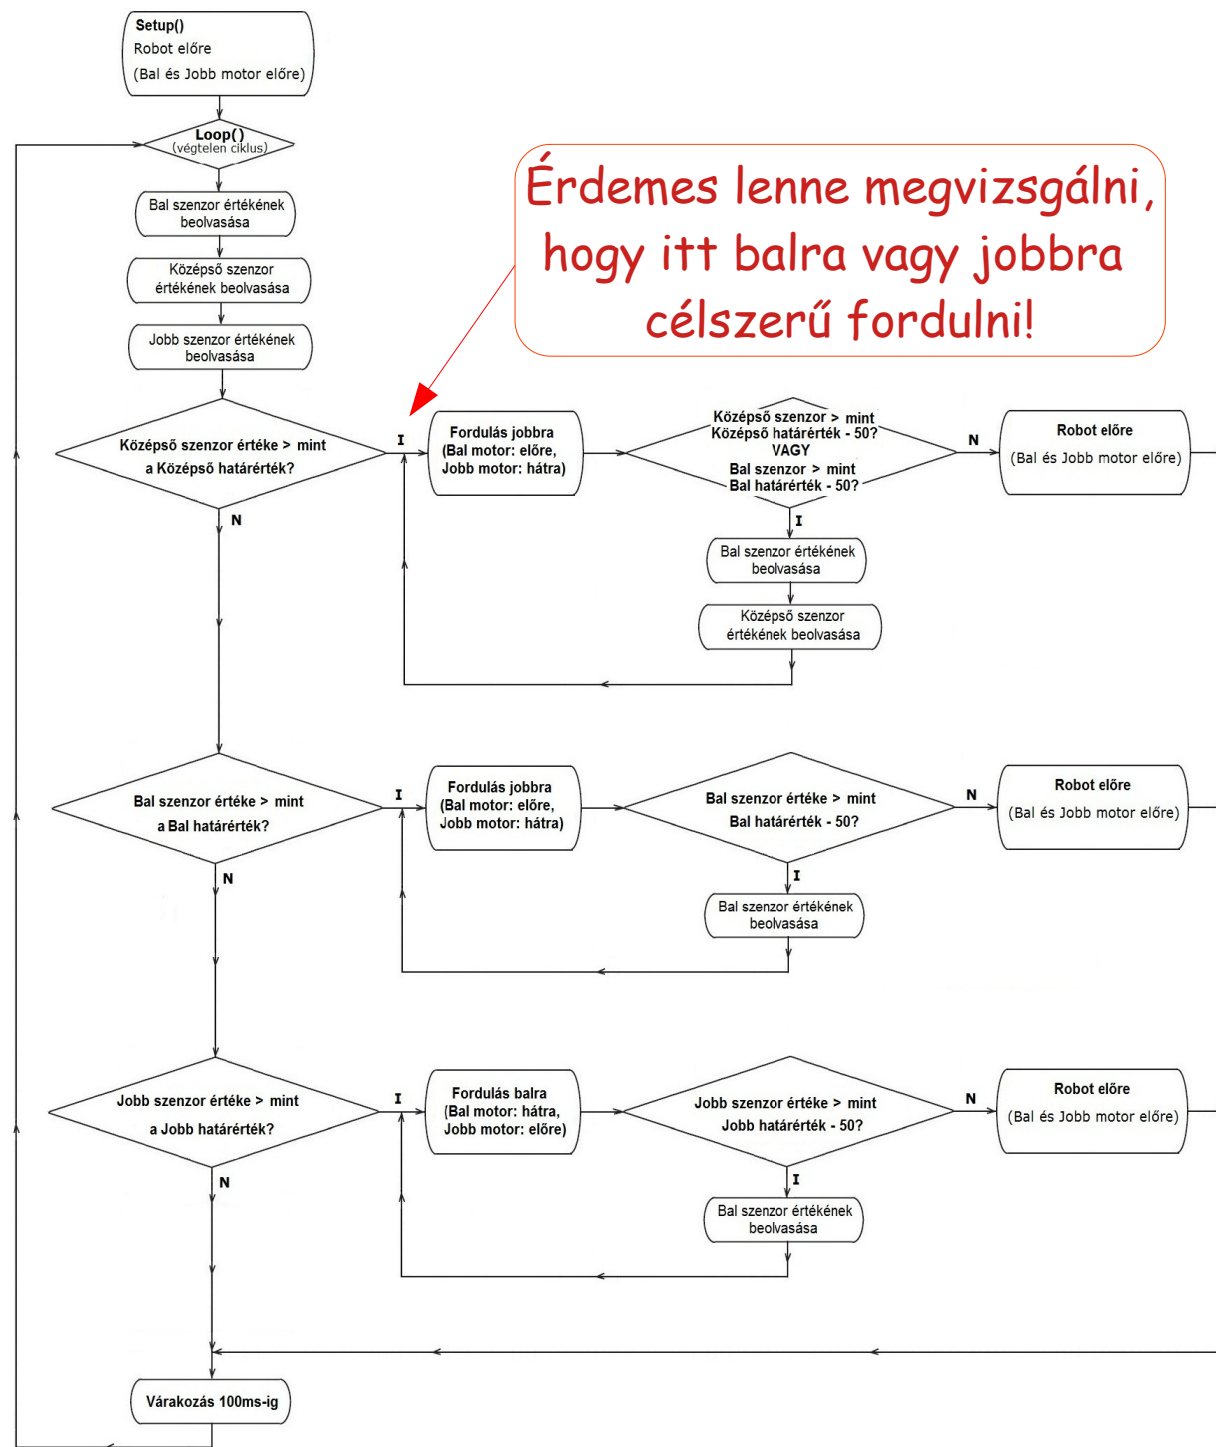 Setup()
Robot előre
(Bal és Jobb motor előre)
Loop()
(végtelen ciklus)
Bal szenzor értékének
beolvasása
Középső szenzor
értékének beolvasása
Jobb szenzor értékének
beolvasása
Érdemes lenne megvizsgálni,
hogy itt balra vagy jobbra
célszerű fordulni!
Középső szenzor értéke > mint
a Középső határérték?
I
N
Fordulás jobbra
(Bal motor: előre,
Jobb motor: hátra)
Középső szenzor > mint
Középső határérték - 50?
VAGY
Bal szenzor > mint
Bal határérték - 50?
N
I
Robot előre
(Bal és Jobb motor előre)
Bal szenzor értékének
beolvasása
Középső szenzor
értékének beolvasása
Bal szenzor értéke > mint
a Bal határérték?
I
N
Fordulás jobbra
(Bal motor: előre,
Jobb motor: hátra)
Bal szenzor értéke > mint
Bal határérték - 50?
N
I
Robot előre
(Bal és Jobb motor előre)
Bal szenzor értékének
beolvasása
Jobb szenzor értéke > mint
a Jobb határérték?
I
N
Fordulás balra
(Bal motor: hátra,
Jobb motor: előre)
Jobb szenzor értéke > mint
Jobb határérték - 50?
N
I
Robot előre
(Bal és Jobb motor előre)
Bal szenzor értékének
beolvasása
Várakozás 100ms-ig